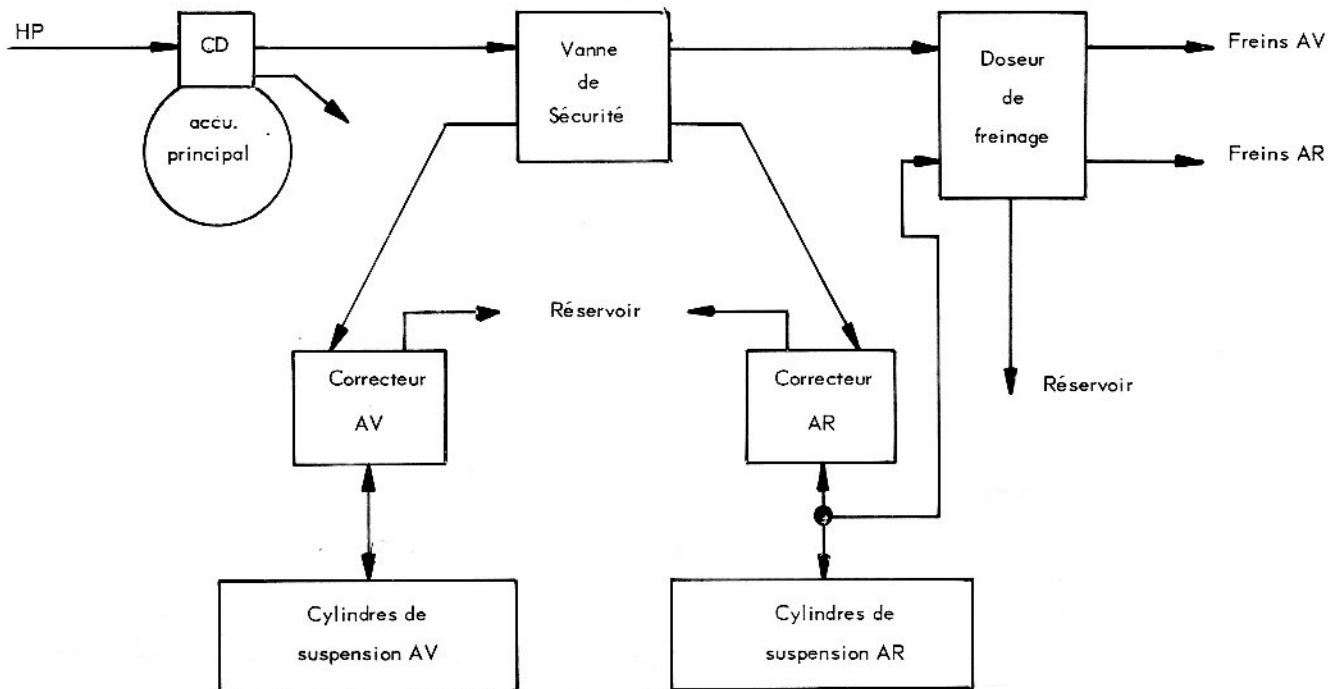 HP
CD
accu.
principal
Vanne
de
Sécurité
Doseur
de
freinage
Freins AV
Freins AR
Réservoir
Réservoir
Correcteur
AV
Correcteur
AR
Cylindres de
suspension AV
Cylindres de
suspension AR